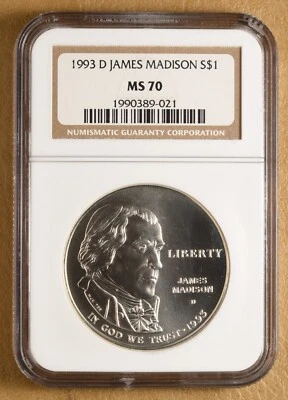 1993 D JAMES MADISON S$1
MS 70
1990389-021
NUMISMATIC GUARANTY CORPORATION
LIBERTY
JAMES
MADISON
D
IN GOD WE TRUST · 1993